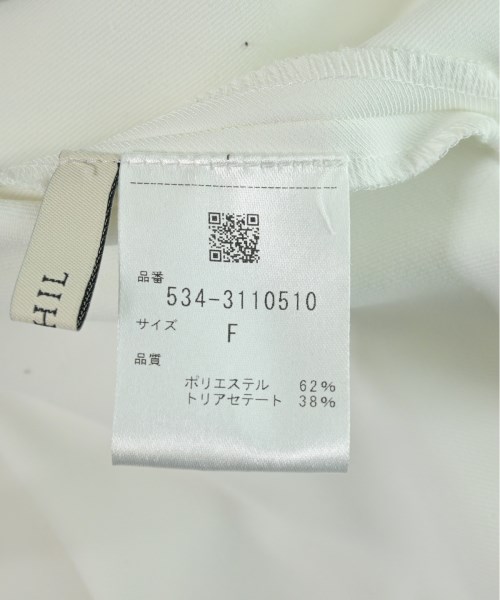 HIL
品番
534-3110510
サイズ
F
品質
ポリエステル 62%
トリアセテート 38%